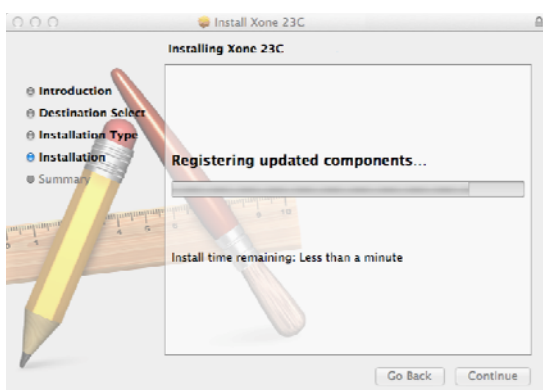 Install Xone 23C
Installing Xone 23C
Introduction
Destination Select
Installation Type
Installation
Summary
Registering updated components...
Install time remaining: Less than a minute
Go Back
Continue